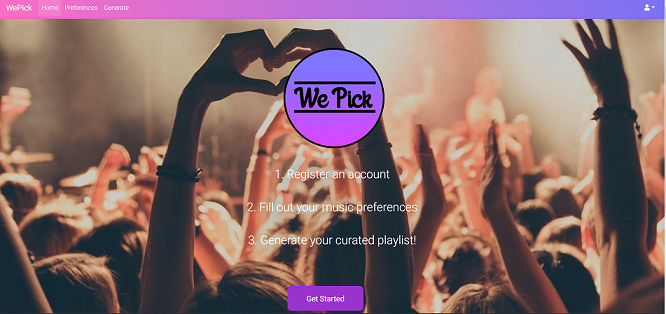 WePick Home Preferences Generate
We Pick
1. Register an account
2. Fill out your music preferences
3. Generate your curated playlist!
Get Started